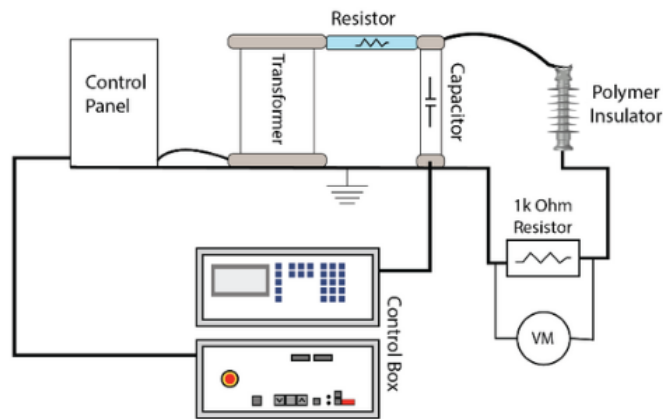 Resistor
Control
Panel
Transformer
Capacitor
Polymer
Insulator
1k Ohm
Resistor
VM
Control Box